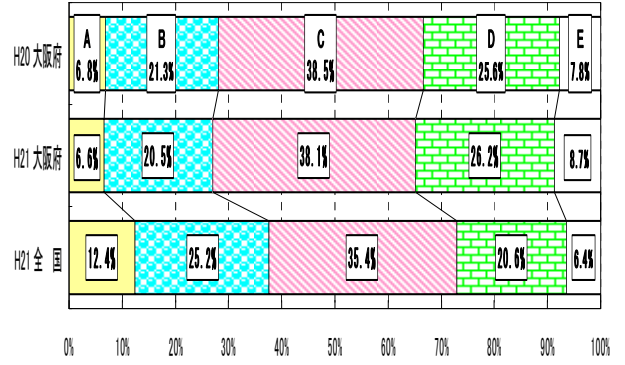 A B C D E
H20 大阪府 6.8% 21.3% 38.5% 25.6% 7.8%
H21 大阪府 6.6% 20.5% 38.1% 26.2% 8.7%
H21 全 国 12.4% 25.2% 35.4% 20.6% 6.4%
0% 10% 20% 30% 40% 50% 60% 70% 80% 90% 100%